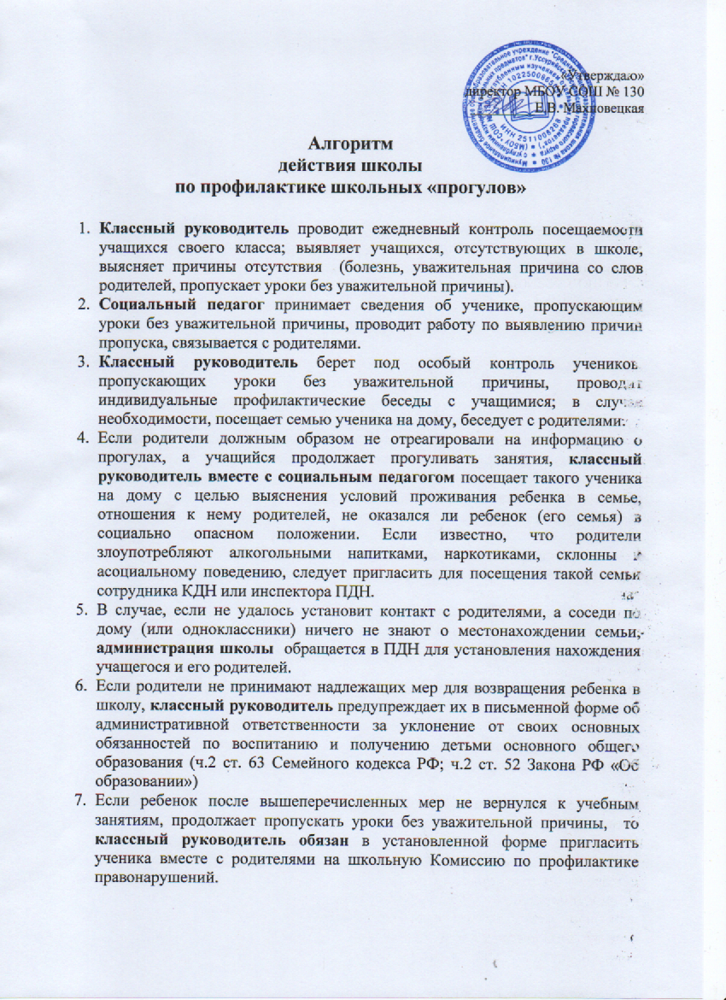 «Утверждаю»
директор МБОУ СОШ № 130
Е.В. Маховецкая
Алгоритм
действия школы
по профилактике школьных «прогулов»
1. Классный руководитель проводит ежедневный контроль посещаемости
учащихся своего класса; выявляет учащихся, отсутствующих в школе,
выясняет причины отсутствия (болезнь, уважительная причина со слов
родителей, пропускает уроки без уважительной причины).
2. Социальный педагог принимает сведения об ученике, пропускающим
уроки без уважительной причины, проводит работу по выявлению причин
пропуска, связывается с родителями.
3. Классный руководитель берет под особый контроль учеников
пропускающих уроки без уважительной причины, проводит
индивидуальные профилактические беседы с учащимися; в случае
необходимости, посещает семью ученика на дому, беседует с родителями.
4. Если родители должным образом не отреагировали на информацию о
прогулах, а учащийся продолжает прогуливать занятия, классный
руководитель вместе с социальным педагогом посещает такого ученика
на дому с целью выяснения условий проживания ребенка в семье,
отношения к нему родителей, не оказался ли ребенок (его семья) в
социально опасном положении. Если известно, что родители
злоупотребляют алкогольными напитками, наркотиками, склонны к
асоциальному поведению, следует пригласить для посещения такой семьи
сотрудника КДН или инспектора ПДН.
5. В случае, если не удалось установит контакт с родителями, а соседи по
дому (или одноклассники) ничего не знают о местонахождении семьи,
администрация школы обращается в ПДН для установления нахождения
учащегося и его родителей.
6. Если родители не принимают надлежащих мер для возвращения ребенка в
школу, классный руководитель предупреждает их в письменной форме об
административной ответственности за уклонение от своих основных
обязанностей по воспитанию и получению детьми основного общего
образования (ч.2 ст. 63 Семейного кодекса РФ; ч.2 ст. 52 Закона РФ «Об
образовании»)
7. Если ребенок после вышеперечисленных мер не вернулся к учебным
занятиям, продолжает пропускать уроки без уважительной причины, то
классный руководитель обязан в установленной форме пригласить
ученика вместе с родителями на школьную Комиссию по профилактике
правонарушений.